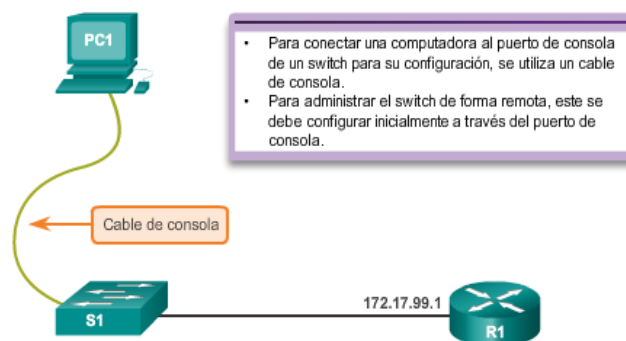 PC1
• Para conectar una computadora al puerto de consola
de un switch para su configuración, se utiliza un cable
de consola.
• Para administrar el switch de forma remota, este se
debe configurar inicialmente a través del puerto de
consola.
Cable de consola
172.17.99.1
S1
R1